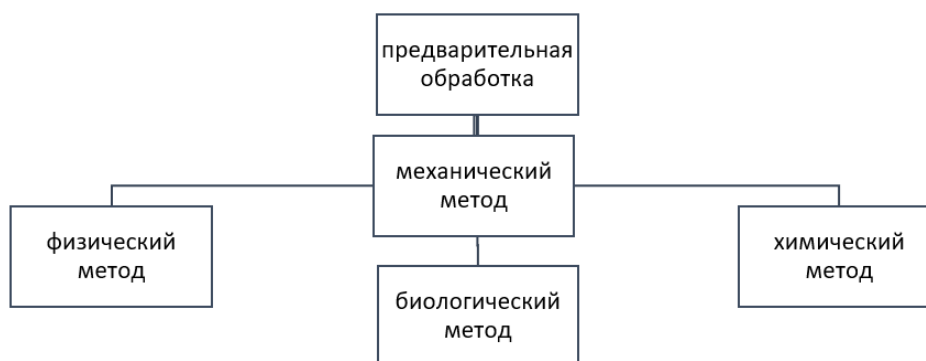 предварительная
обработка
механический
метод
физический
метод
химический
метод
биологический
метод